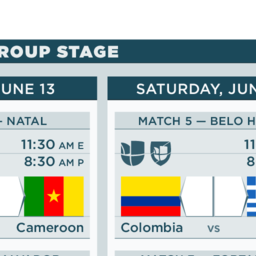 ROUP STAGE
UNE 13
SATURDAY, JUN
– NATAL
MATCH 5 — BELO H
11:30 AM E
8:30 AM P
11
8
Cameroon
Colombia vs